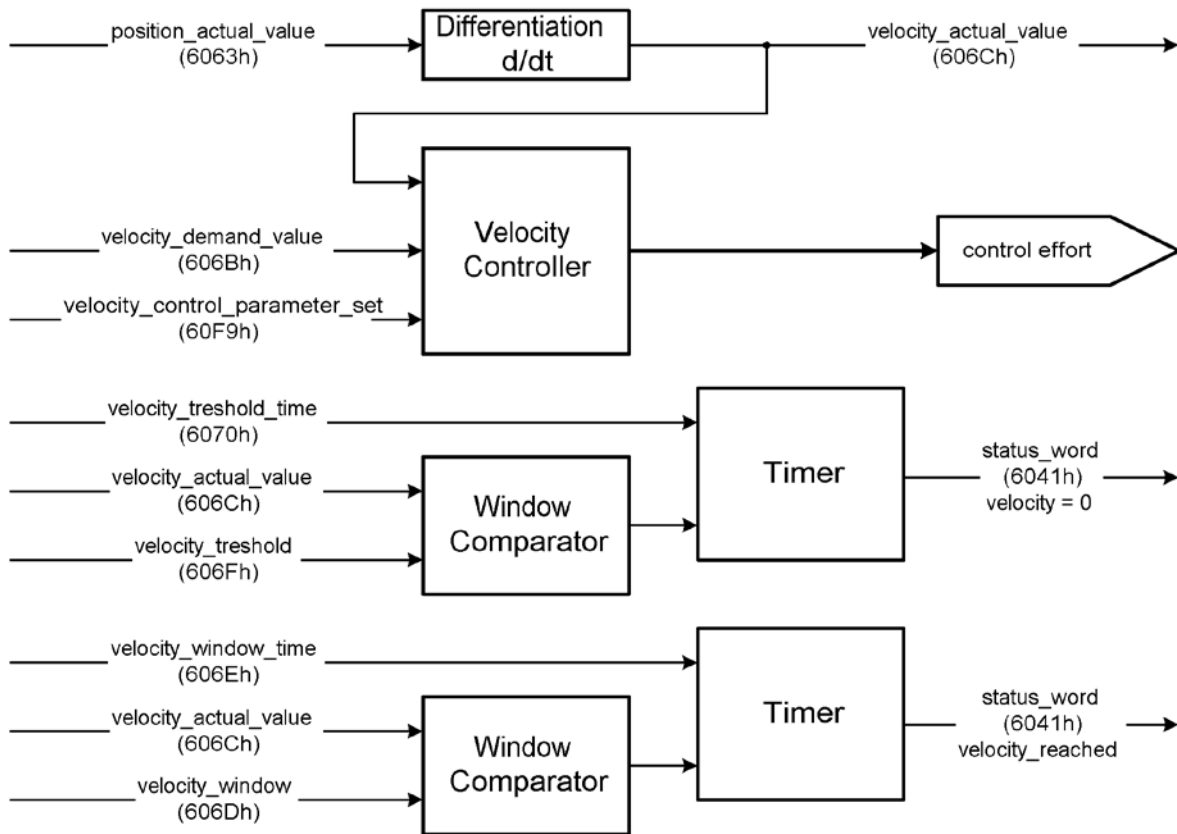 position_actual_value
(6063h)
Differentiation
d/dt
velocity_actual_value
(606Ch)
velocity_demand_value
(606Bh)
velocity_control_parameter_set
(60F9h)
Velocity
Controller
control effort
velocity_treshold_time
(6070h)
velocity_actual_value
(606Ch)
velocity_treshold
(606Fh)
Window
Comparator
Timer
status_word
(6041h)
velocity = 0
velocity_window_time
(606Eh)
velocity_actual_value
(606Ch)
velocity_window
(606Dh)
Window
Comparator
Timer
status_word
(6041h)
velocity_reached